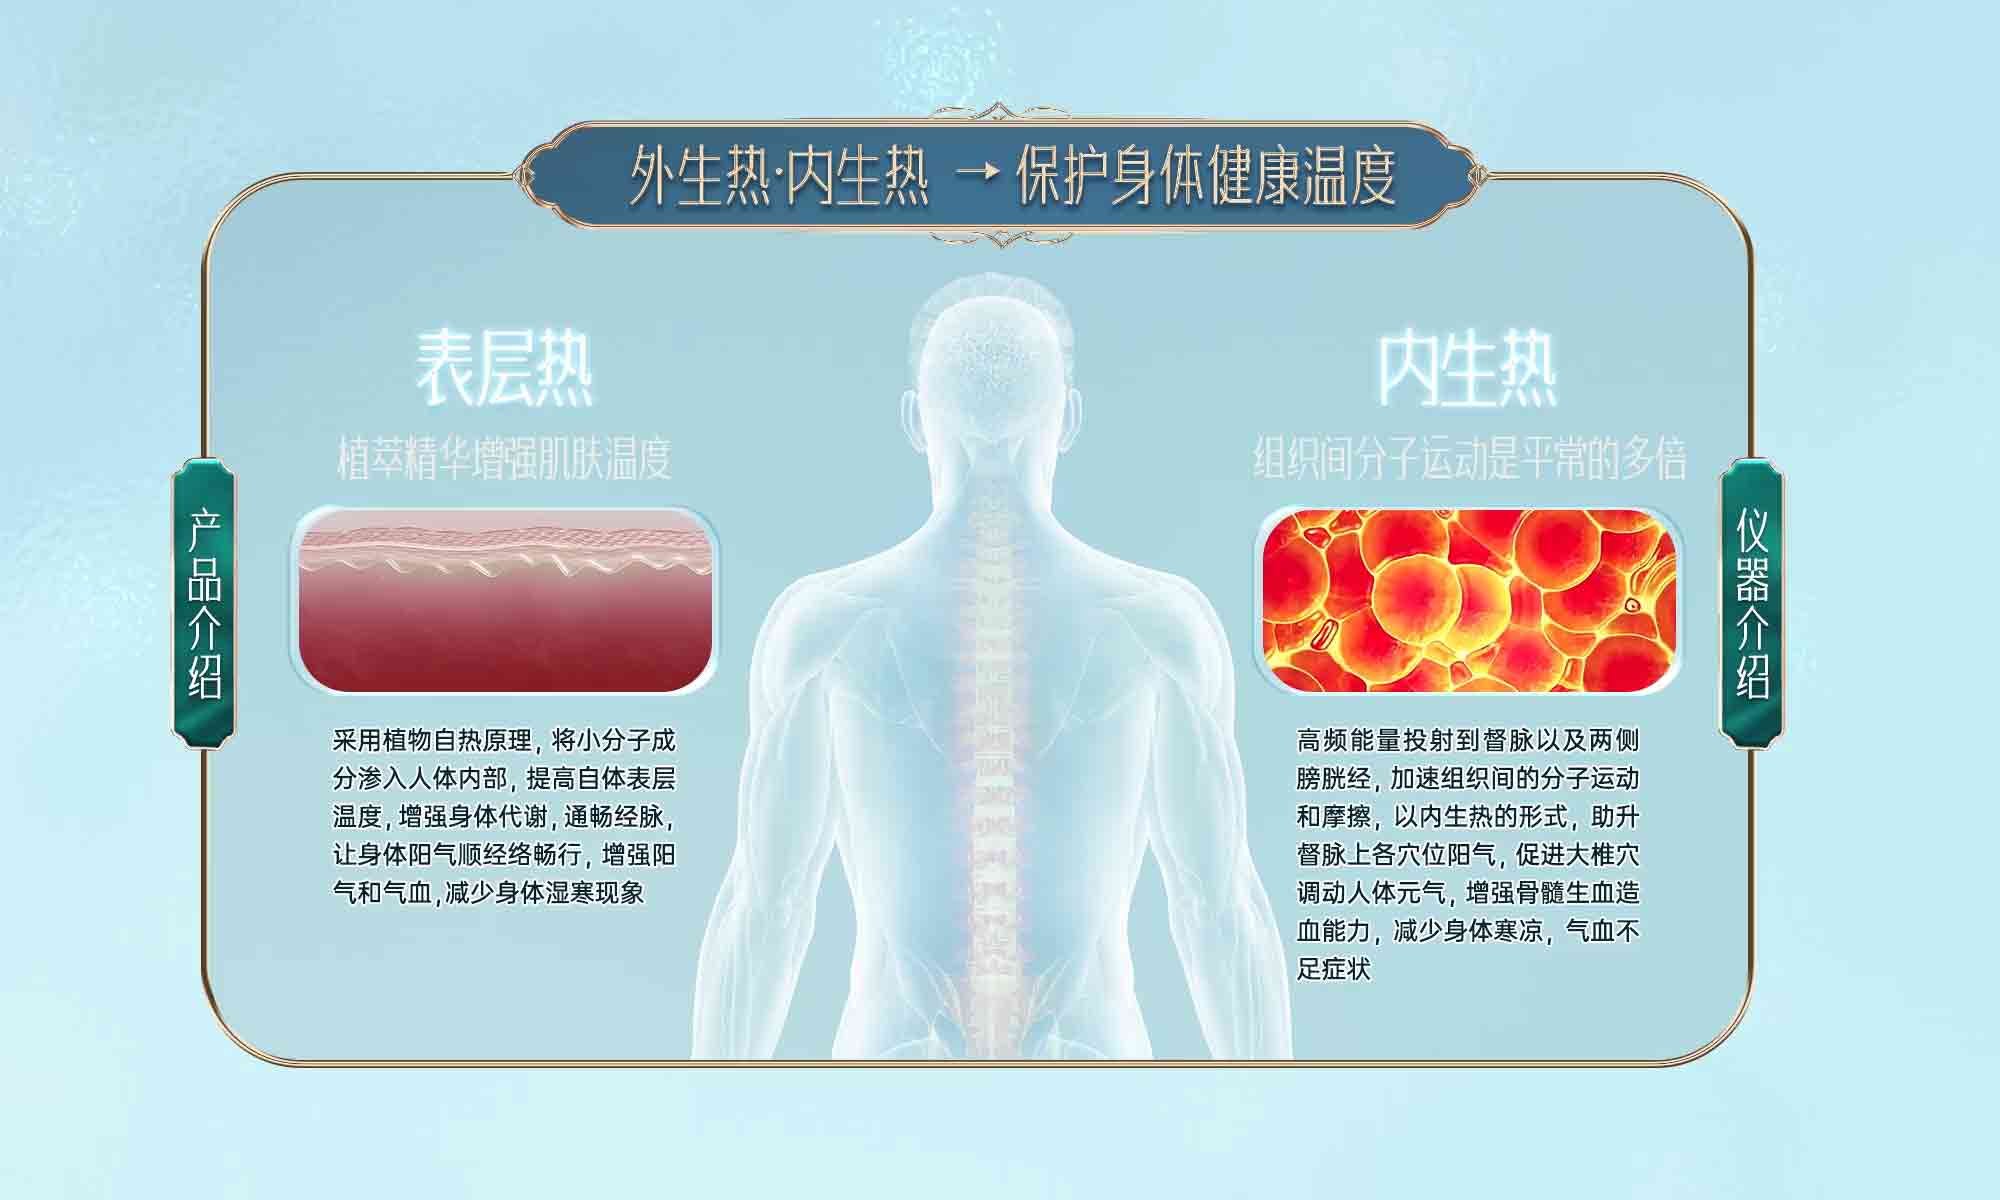 外生热·内生热 → 保护身体健康温度
表层热
植萃精华增强肌肤温度
产品介绍
采用植物自热原理，将小分子成
分渗入人体内部，提高自体表层
温度，增强身体代谢，通畅经脉，
让身体阳气顺经络畅行，增强阳
气和气血，减少身体湿寒现象
内生热
组织间分子运动是平常的多倍
仪器介绍
高频能量投射到督脉以及两侧
膀胱经，加速组织间的分子运动
和摩擦，以内生热的形式，助升
督脉上各穴位阳气，促进大椎穴
调动人体元气，增强骨髓生血造
血能力，减少身体寒凉，气血不
足症状